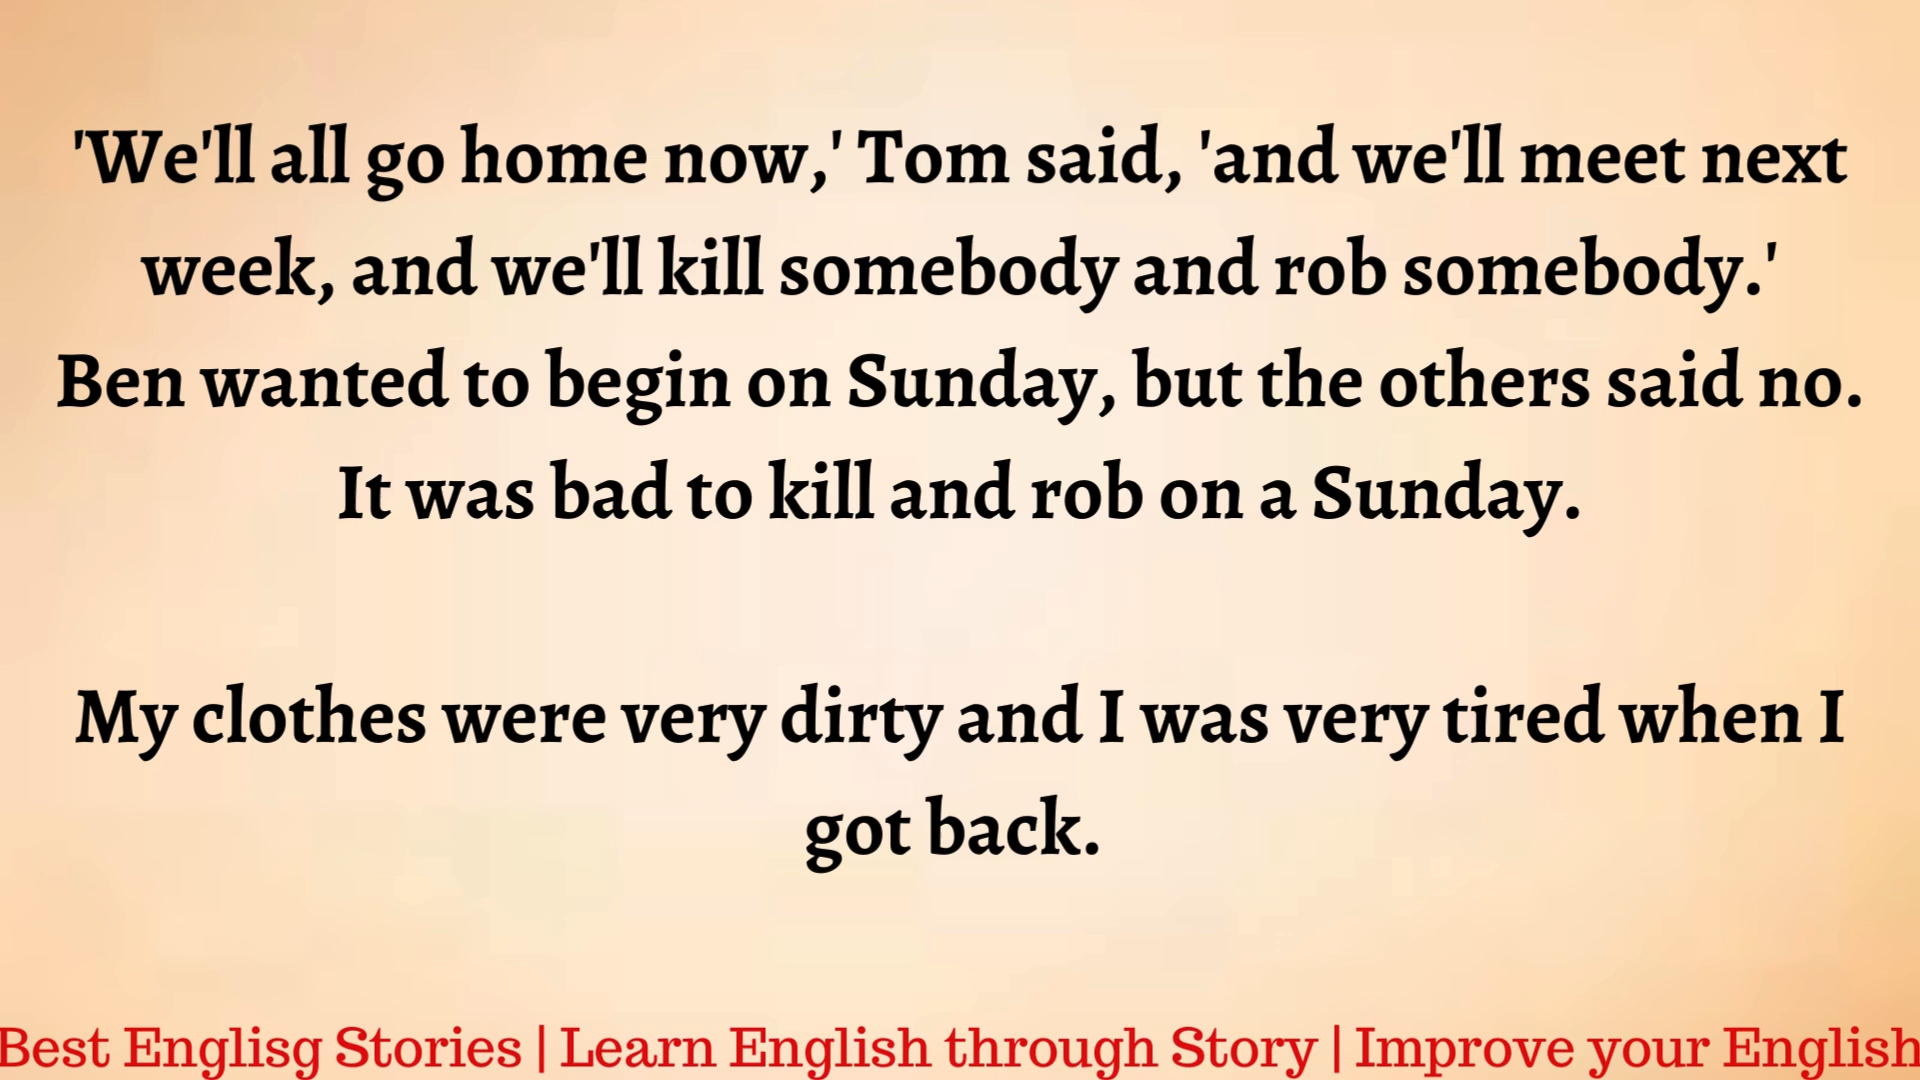 'We'll all go home now,' Tom said, 'and we'll meet next
week, and we'll kill somebody and rob somebody.'
Ben wanted to begin on Sunday, but the others said no.
It was bad to kill and rob on a Sunday.
My clothes were very dirty and I was very tired when I
got back.
Best Englisg Stories | Learn English through Story | Improve your English